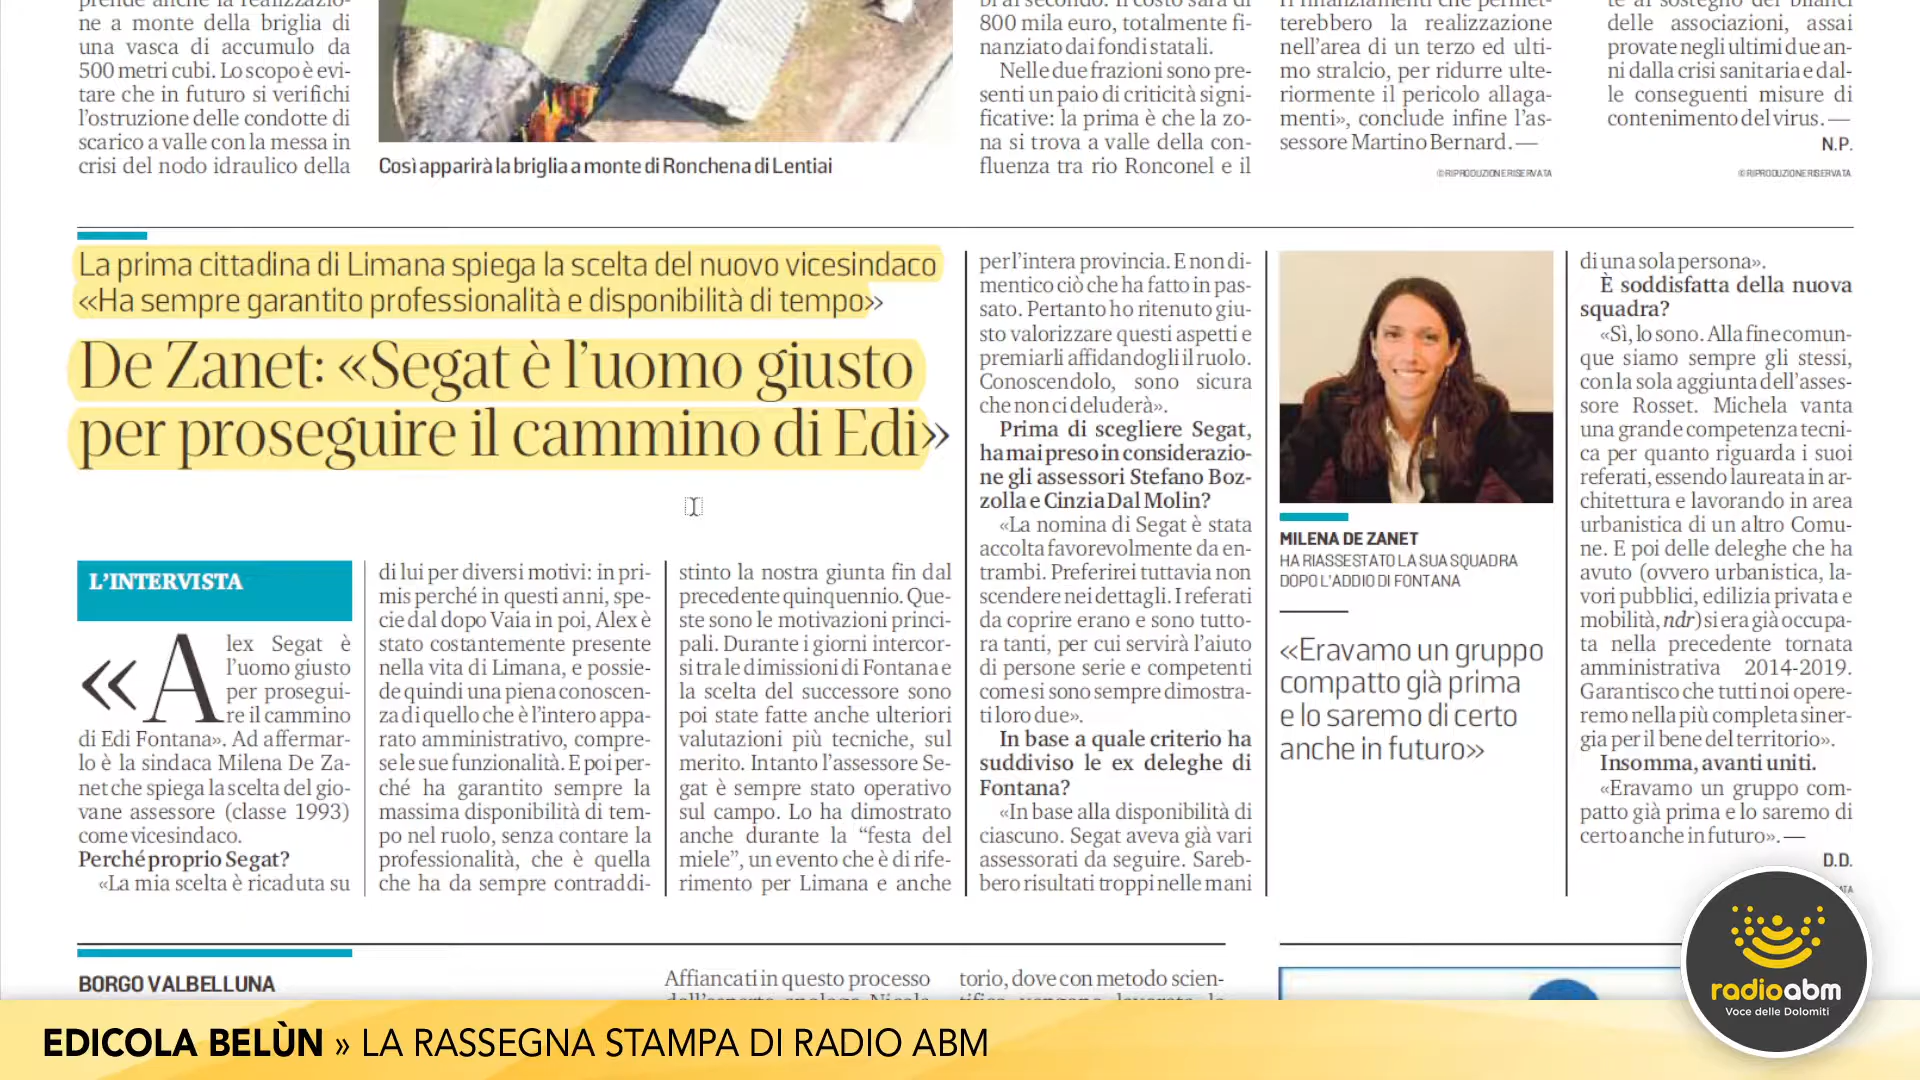 prende anche la realizzazio-
ne a monte della briglia di
una vasca di accumulo da
500 metri cubi. Lo scopo è evi-
tare che in futuro si verifichi
l'ostruzione delle condotte di
scarico a valle con la messa in
crisi del nodo idraulico della
Così apparirà la briglia a monte di Ronchena di Lentiai
bi al secondo. Il costo sarà di
800 mila euro, totalmente fi-
nanziato dai fondi statali.
Nelle due frazioni sono pre-
senti un paio di criticità signi-
ficative: la prima è che la zo-
na si trova a valle della con-
fluenza tra rio Ronconel e il
ri finanziamenti che permet-
terebbero la realizzazione
nell'area di un terzo ed ulti-
mo stralcio, per ridurre ulte-
riormente il pericolo allaga-
menti», conclude infine l'as-
sessore Martino Bernard. —
©RIPRODUZIONE RISERVATA
te al sostegno dei bilanci
delle associazioni, assai
provate negli ultimi due an-
ni dalla crisi sanitaria e dal-
le conseguenti misure di
contenimento del virus. —
N.P.
©RIPRODUZIONE RISERVATA
La prima cittadina di Limana spiega la scelta del nuovo vicesindaco
«Ha sempre garantito professionalità e disponibilità di tempo»
De Zanet: «Segat è l'uomo giusto
per proseguire il cammino di Edi»
L'INTERVISTA
«Alex Segat è
l'uomo giusto
per prosegui-
re il cammino
di Edi Fontana». Ad affermar-
lo è la sindaca Milena De Za-
net che spiega la scelta del gio-
vane assessore (classe 1993)
come vicesindaco.
Perché proprio Segat?
«La mia scelta è ricaduta su
di lui per diversi motivi: in pri-
mis perché in questi anni, spe-
cie dal dopo Vaia in poi, Alex è
stato costantemente presente
nella vita di Limana, e possie-
de quindi una piena conoscen-
za di quello che è l'intero appa-
rato amministrativo, compre-
se le sue funzionalità. E poi per-
ché ha garantito sempre la
massima disponibilità di tem-
po nel ruolo, senza contare la
professionalità, che è quella
che ha da sempre contraddi-
stinto la nostra giunta fin dal
precedente quinquennio. Que-
ste sono le motivazioni princi-
pali. Durante i giorni intercor-
si tra le dimissioni di Fontana e
la scelta del successore sono
poi state fatte anche ulteriori
valutazioni più tecniche, sul
merito. Intanto l'assessore Se-
gat è sempre stato operativo
sul campo. Lo ha dimostrato
anche durante la “festa del
miele”, un evento che è di rife-
rimento per Limana e anche
per l'intera provincia. E non di-
mentico ciò che ha fatto in pas-
sato. Pertanto ho ritenuto giu-
sto valorizzare questi aspetti e
premiarli affidandogli il ruolo.
Conoscendolo, sono sicura
che non ci deluderà».
Prima di scegliere Segat,
ha mai preso in considerazio-
ne gli assessori Stefano Boz-
zolla e Cinzia Dal Molin?
«La nomina di Segat è stata
accolta favorevolmente da en-
trambi. Preferirei tuttavia non
scendere nei dettagli. I referati
da coprire erano e sono tutto-
ra tanti, per cui servirà l'aiuto
di persone serie e competenti
come si sono sempre dimostra-
ti loro due».
In base a quale criterio ha
suddiviso le ex deleghe di
Fontana?
«In base alla disponibilità di
ciascuno. Segat aveva già vari
assessorati da seguire. Sareb-
bero risultati troppi nelle mani
MILENA DE ZANET
HA RIASSESTATO LA SUA SQUADRA
DOPO L'ADDIO DI FONTANA
«Eravamo un gruppo
compatto già prima
e lo saremo di certo
anche in futuro»
di una sola persona».
È soddisfatta della nuova
squadra?
«Sì, lo sono. Alla fine comun-
que siamo sempre gli stessi,
con la sola aggiunta dell'asses-
sore Rosset. Michela vanta
una grande competenza tecni-
ca per quanto riguarda i suoi
referati, essendo laureata in ar-
chitettura e lavorando in area
urbanistica di un altro Comu-
ne. E poi delle deleghe che ha
avuto (ovvero urbanistica, la-
vori pubblici, edilizia privata e
mobilità, ndr) si era già occupa-
ta nella precedente tornata
amministrativa 2014-2019.
Garantisco che tutti noi opere-
remo nella più completa siner-
gia per il bene del territorio».
Insomma, avanti uniti.
«Eravamo un gruppo com-
patto già prima e lo saremo di
certo anche in futuro». —
D.D.
BORGO VALBELLUNA
Affiancati in questo processo
torio, dove con metodo scien-
radioabm
Voce delle Dolomiti
EDICOLA BELÙN » LA RASSEGNA STAMPA DI RADIO ABM